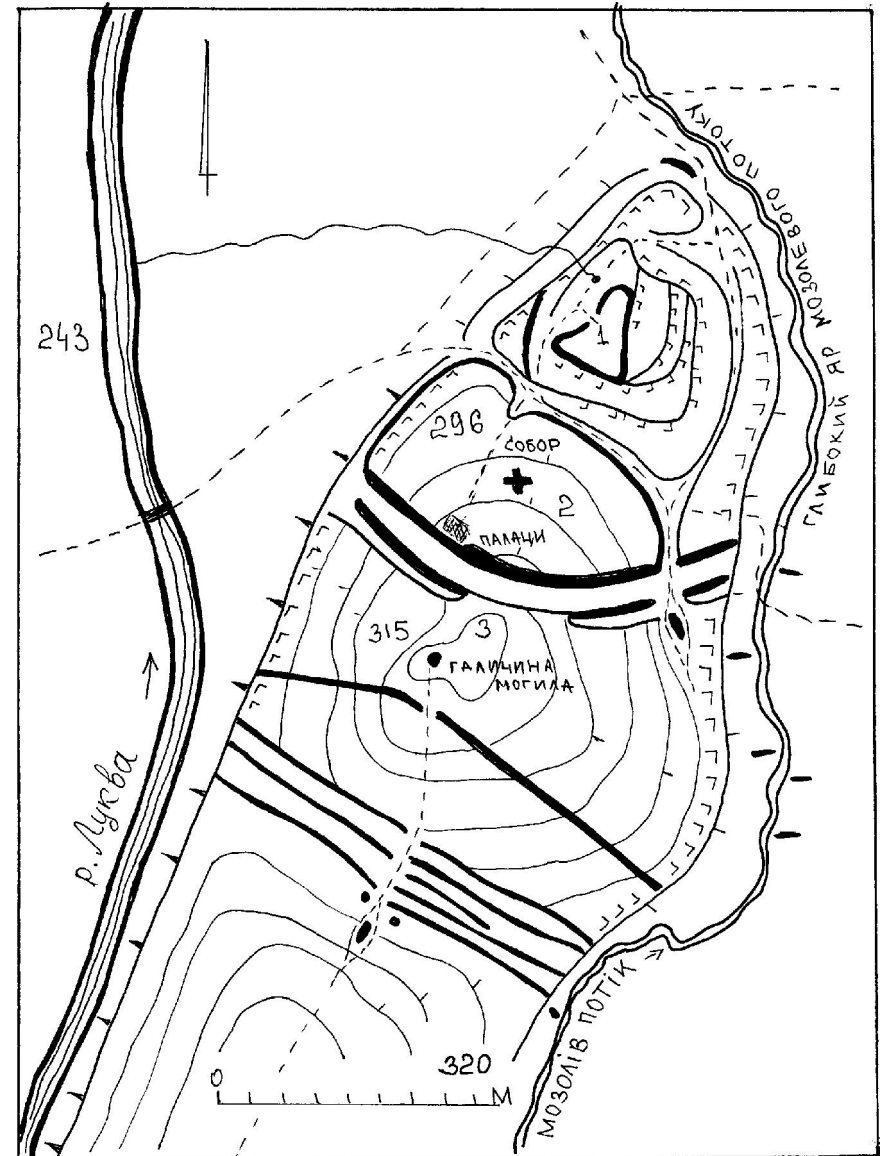 ГЛИБОКИЙ ЯР МОЗОЛЕВОГО ПОТОКУ
243
1
296
СОБОР
2
ПАЛАЦИ
315
3
ГАЛИЧИНА
МОГИЛА
р. Луква
320
0
М
МОЗОЛІВ ПОТІК